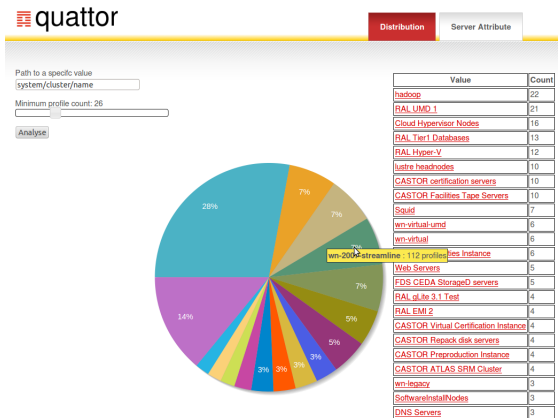 quattor
Distribution
Server Attribute
Path to a specifc value
system/cluster/name
Minimum profile count: 26
Analyse
28%
7%
7%
7%
5%
5%
3%
3%
3%
3%
14%
: 112 profiles
Value Count
hadoop 22
RAL UMD 1 21
Cloud Hypervisor Nodes 16
RAL Tier1 Databases 13
RAL Hyper-V 12
lustre headnodes 10
CASTOR certification servers 10
CASTOR Facilities Tape Servers 10
Squid 7
wn-virtual-umd 6
wn-virtual 6
ties Instance 6
Web Servers 5
FDS CEDA StorageD servers 5
RAL gLite 3.1 Test 4
RAL EMI 2 4
CASTOR Virtual Certification Instance 4
CASTOR Repack disk servers 4
CASTOR Preproduction Instance 4
CASTOR ATLAS SRM Cluster 4
wn-legacy 3
SoftwareInstallNodes 3
DNS Servers 3